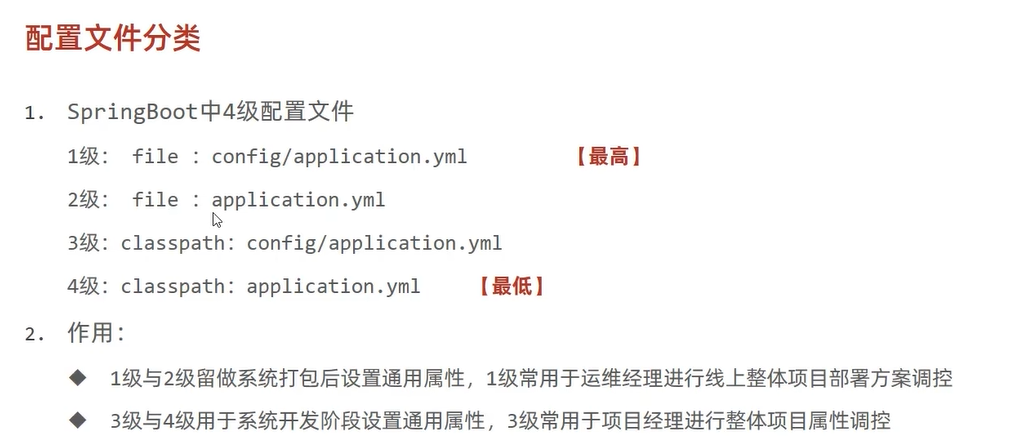 配置文件分类
1. SpringBoot中4级配置文件
1级： file ：config/application.yml 【最高】
2级： file ：application.yml
3级：classpath：config/application.yml
4级：classpath：application.yml 【最低】
2. 作用：
◆ 1级与2级留做系统打包后设置通用属性，1级常用于运维经理进行线上整体项目部署方案调控
◆ 3级与4级用于系统开发阶段设置通用属性，3级常用于项目经理进行整体项目属性调控